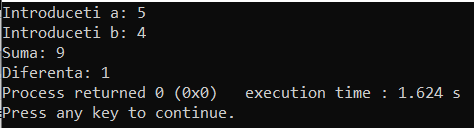 Introduceti a: 5
Introduceti b: 4
Suma: 9
Diferenta: 1
Process returned 0 (0x0)   execution time : 1.624 s
Press any key to continue.